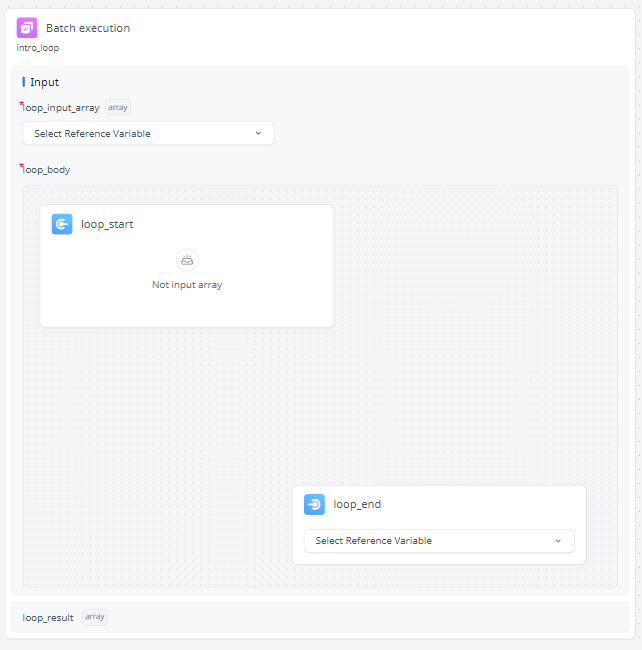 Batch execution
intro_loop
Input
*loop_input_array array
Select Reference Variable
*loop_body
loop_start
Not input array
loop_end
Select Reference Variable
loop_result array